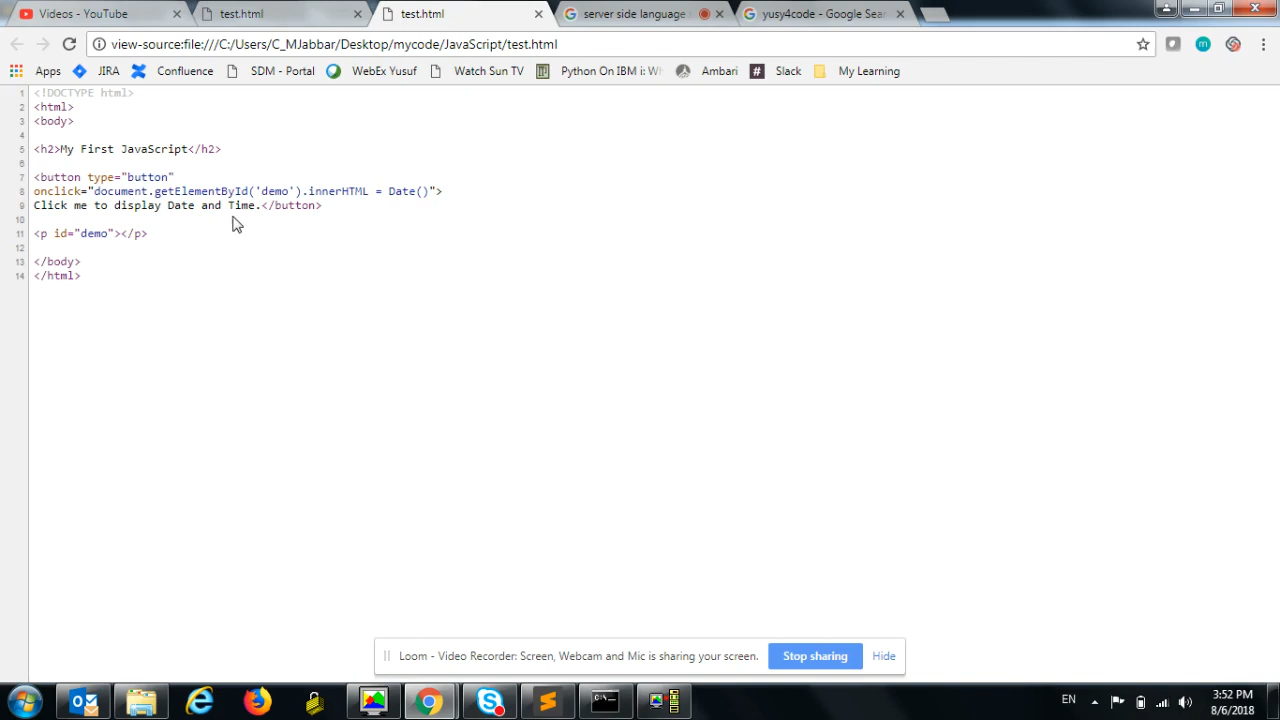 Videos - YouTube
test.html
test.html
server side language
yusy4code - Google Sea
view-source:file:///C:/Users/C_MJabbar/Desktop/mycode/JavaScript/test.html
Apps JIRA Confluence SDM - Portal WebEx Yusuf Watch Sun TV Python On IBM i: Wh Ambari # Slack My Learning
1 <!DOCTYPE html>
2 <html>
3 <body>
4
5 <h2>My First JavaScript</h2>
6
7 <button type="button"
8 onclick="document.getElementById('demo').innerHTML = Date()">
9 Click me to display Date and Time.</button>
10
11 <p id="demo"></p>
12
13 </body>
14 </html>
Loom - Video Recorder: Screen, Webcam and Mic is sharing your screen. Stop sharing Hide
EN
3:52 PM
8/6/2018